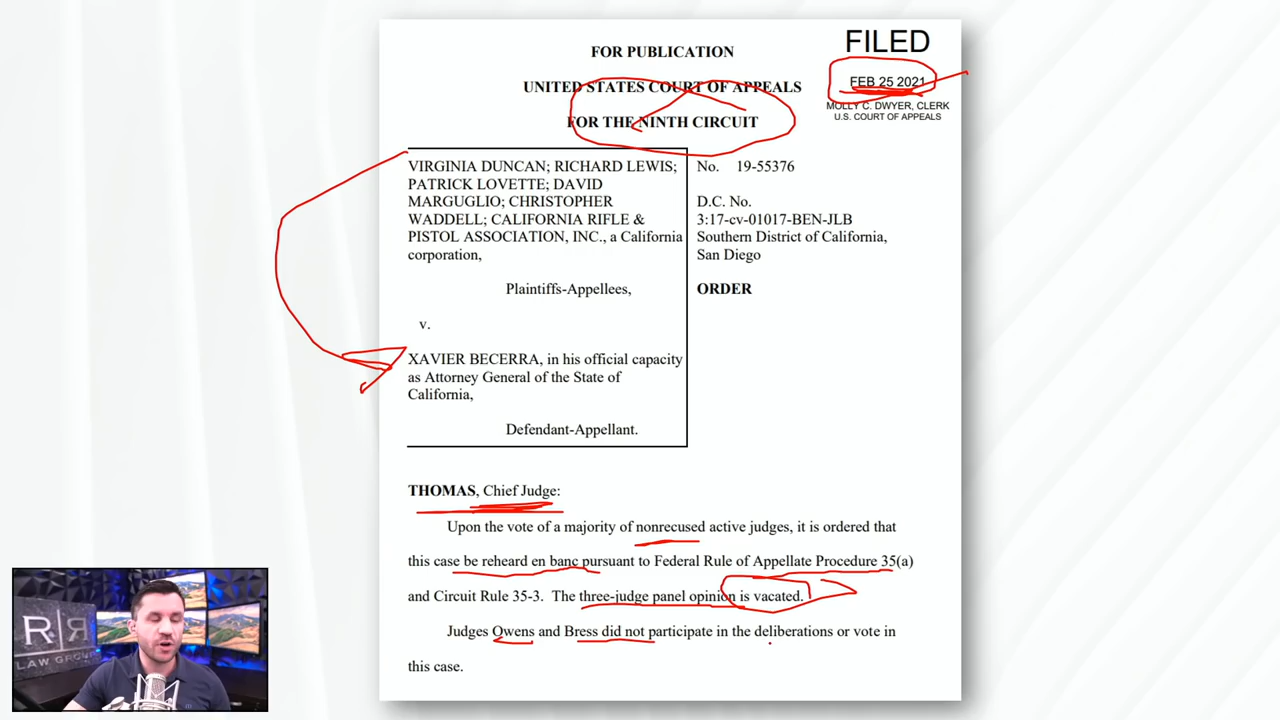 FOR PUBLICATION
FILED
FEB 25 2021
MOLLY C. DWYER, CLERK
U.S. COURT OF APPEALS
UNITED STATES COURT OF APPEALS
FOR THE NINTH CIRCUIT
VIRGINIA DUNCAN; RICHARD LEWIS;
PATRICK LOVETTE; DAVID
MARGUGLIO; CHRISTOPHER
WADDELL; CALIFORNIA RIFLE &
PISTOL ASSOCIATION, INC., a California
corporation,
Plaintiffs-Appellees,
v.
XAVIER BECERRA, in his official capacity
as Attorney General of the State of
California,
Defendant-Appellant.
No. 19-55376
D.C. No.
3:17-cv-01017-BEN-JLB
Southern District of California,
San Diego
ORDER
THOMAS, Chief Judge:
Upon the vote of a majority of nonrecused active judges, it is ordered that
this case be reheard en banc pursuant to Federal Rule of Appellate Procedure 35(a)
and Circuit Rule 35-3. The three-judge panel opinion is vacated.
Judges Owens and Bress did not participate in the deliberations or vote in
this case.
R R
LAW GROUP